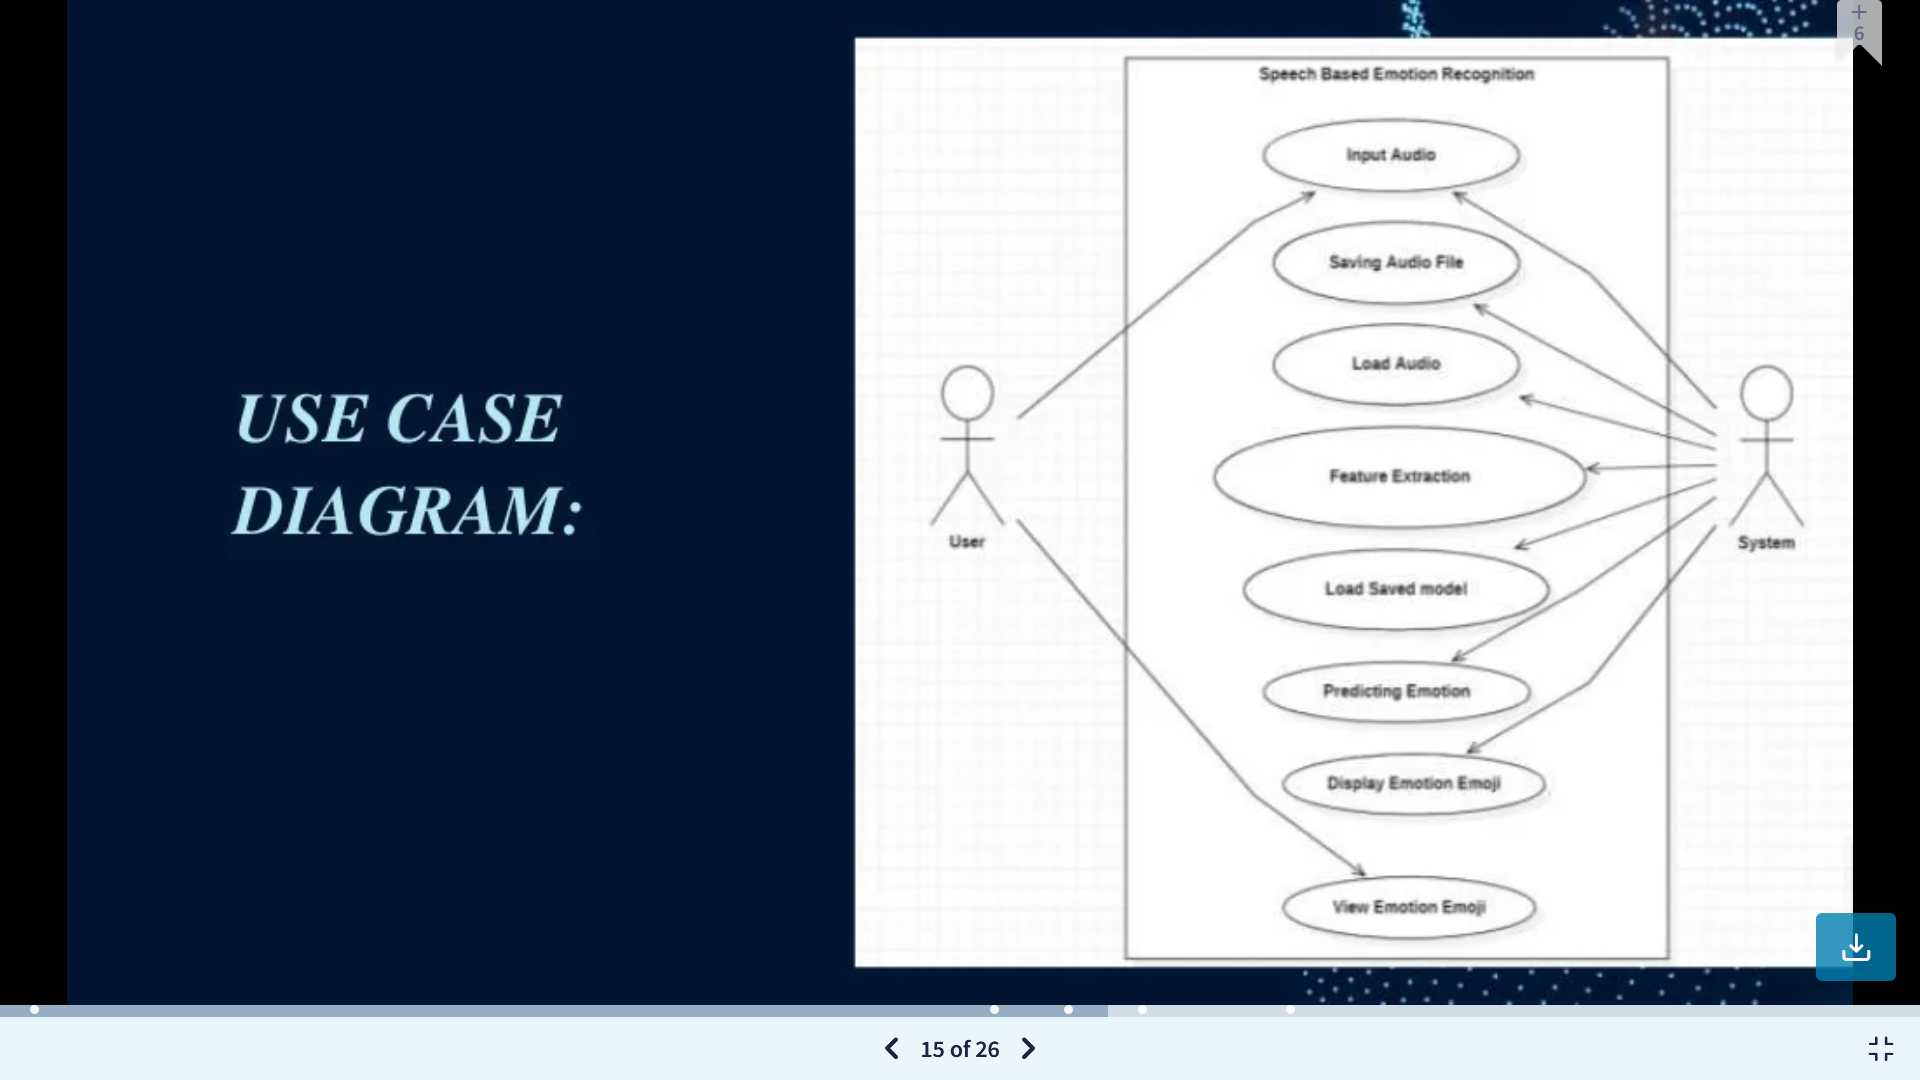 6
USE CASE
DIAGRAM:
Speech Based Emotion Recognition
Input Audio
Saving Audio File
Load Audio
Feature Extraction
Load Saved model
Predicting Emotion
Display Emotion Emoji
View Emotion Emoji
User
System
15 of 26